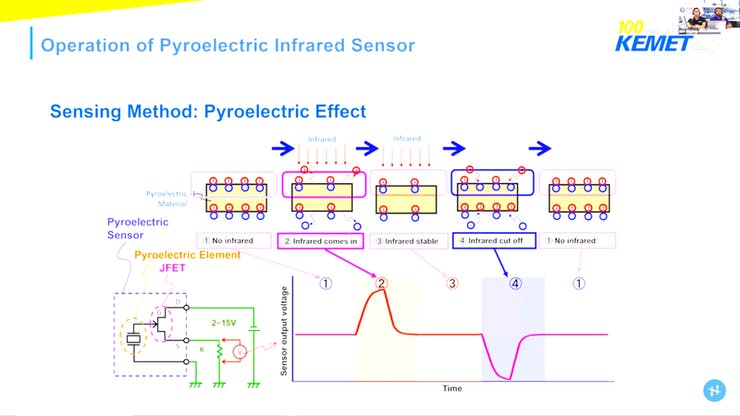 Operation of Pyroelectric Infrared Sensor
100
KEMET
Sensing Method: Pyroelectric Effect
Infrared
Infrared
Pyroelectric
Material
① No infrared
② Infrared comes in
③ Infrared stable
④ Infrared cut off
① No infrared
Pyroelectric
Sensor
Pyroelectric Element
JFET
①
②
③
④
①
D
G
S
2-15V
R
V
Sensor output voltage
Time